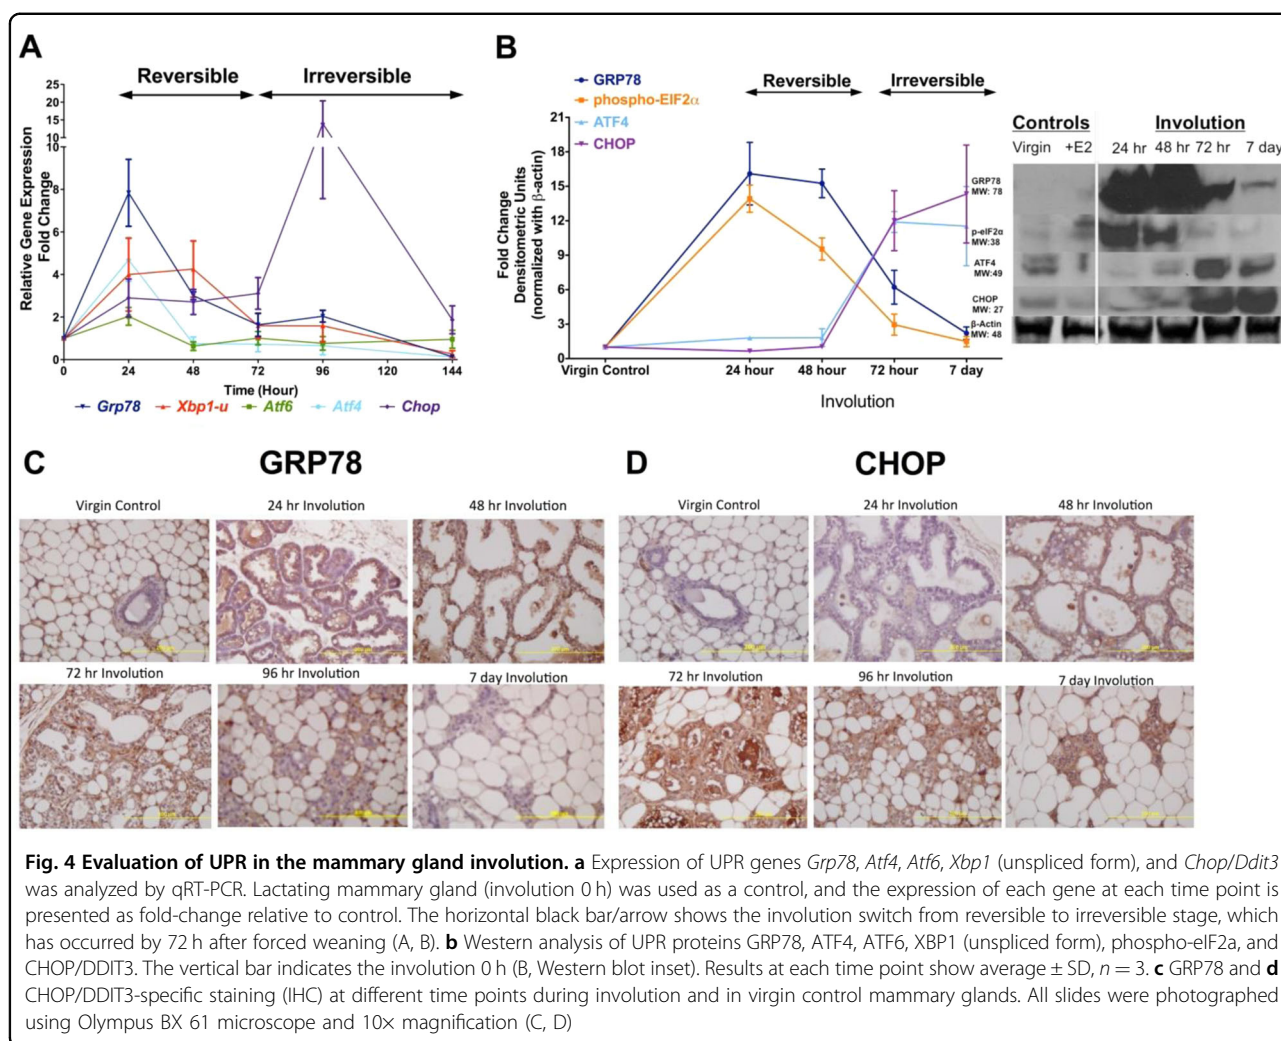 A
Reversible
Irreversible
Relative Gene Expression
Fold Change
25
20
15
10
10
8
6
4
2
0
0
24
48
72
96
120
144
Time (Hour)
Grp78
Xbp1-u
Atf6
Atf4
Chop
B
GRP78
phospho-EIF2α
ATF4
CHOP
Reversible
Irreversible
Fold Change
Densitometric Units
(normalized with β-actin)
21
18
15
12
9
6
3
0
Virgin Control
24 hour
48 hour
72 hour
7 day
Involution
Controls
Involution
Virgin +E2 24 hr 48 hr 72 hr 7 day
GRP78
MW: 78
p-eIF2α
MW:38
ATF4
MW:49
CHOP
MW: 27
β-Actin
MW: 48
C
GRP78
Virgin Control
24 hr Involution
48 hr Involution
72 hr Involution
96 hr Involution
7 day Involution
D
CHOP
Virgin Control
24 hr Involution
48 hr Involution
72 hr Involution
96 hr Involution
7 day Involution
Fig. 4 Evaluation of UPR in the mammary gland involution. a Expression of UPR genes Grp78, Atf4, Atf6, Xbp1 (unspliced form), and Chop/Ddit3
was analyzed by qRT-PCR. Lactating mammary gland (involution 0 h) was used as a control, and the expression of each gene at each time point is
presented as fold-change relative to control. The horizontal black bar/arrow shows the involution switch from reversible to irreversible stage, which
has occurred by 72 h after forced weaning (A, B). b Western analysis of UPR proteins GRP78, ATF4, ATF6, XBP1 (unspliced form), phospho-eIF2a, and
CHOP/DDIT3. The vertical bar indicates the involution 0 h (B, Western blot inset). Results at each time point show average ± SD, n = 3. c GRP78 and d
CHOP/DDIT3-specific staining (IHC) at different time points during involution and in virgin control mammary glands. All slides were photographed
using Olympus BX 61 microscope and 10× magnification (C, D)